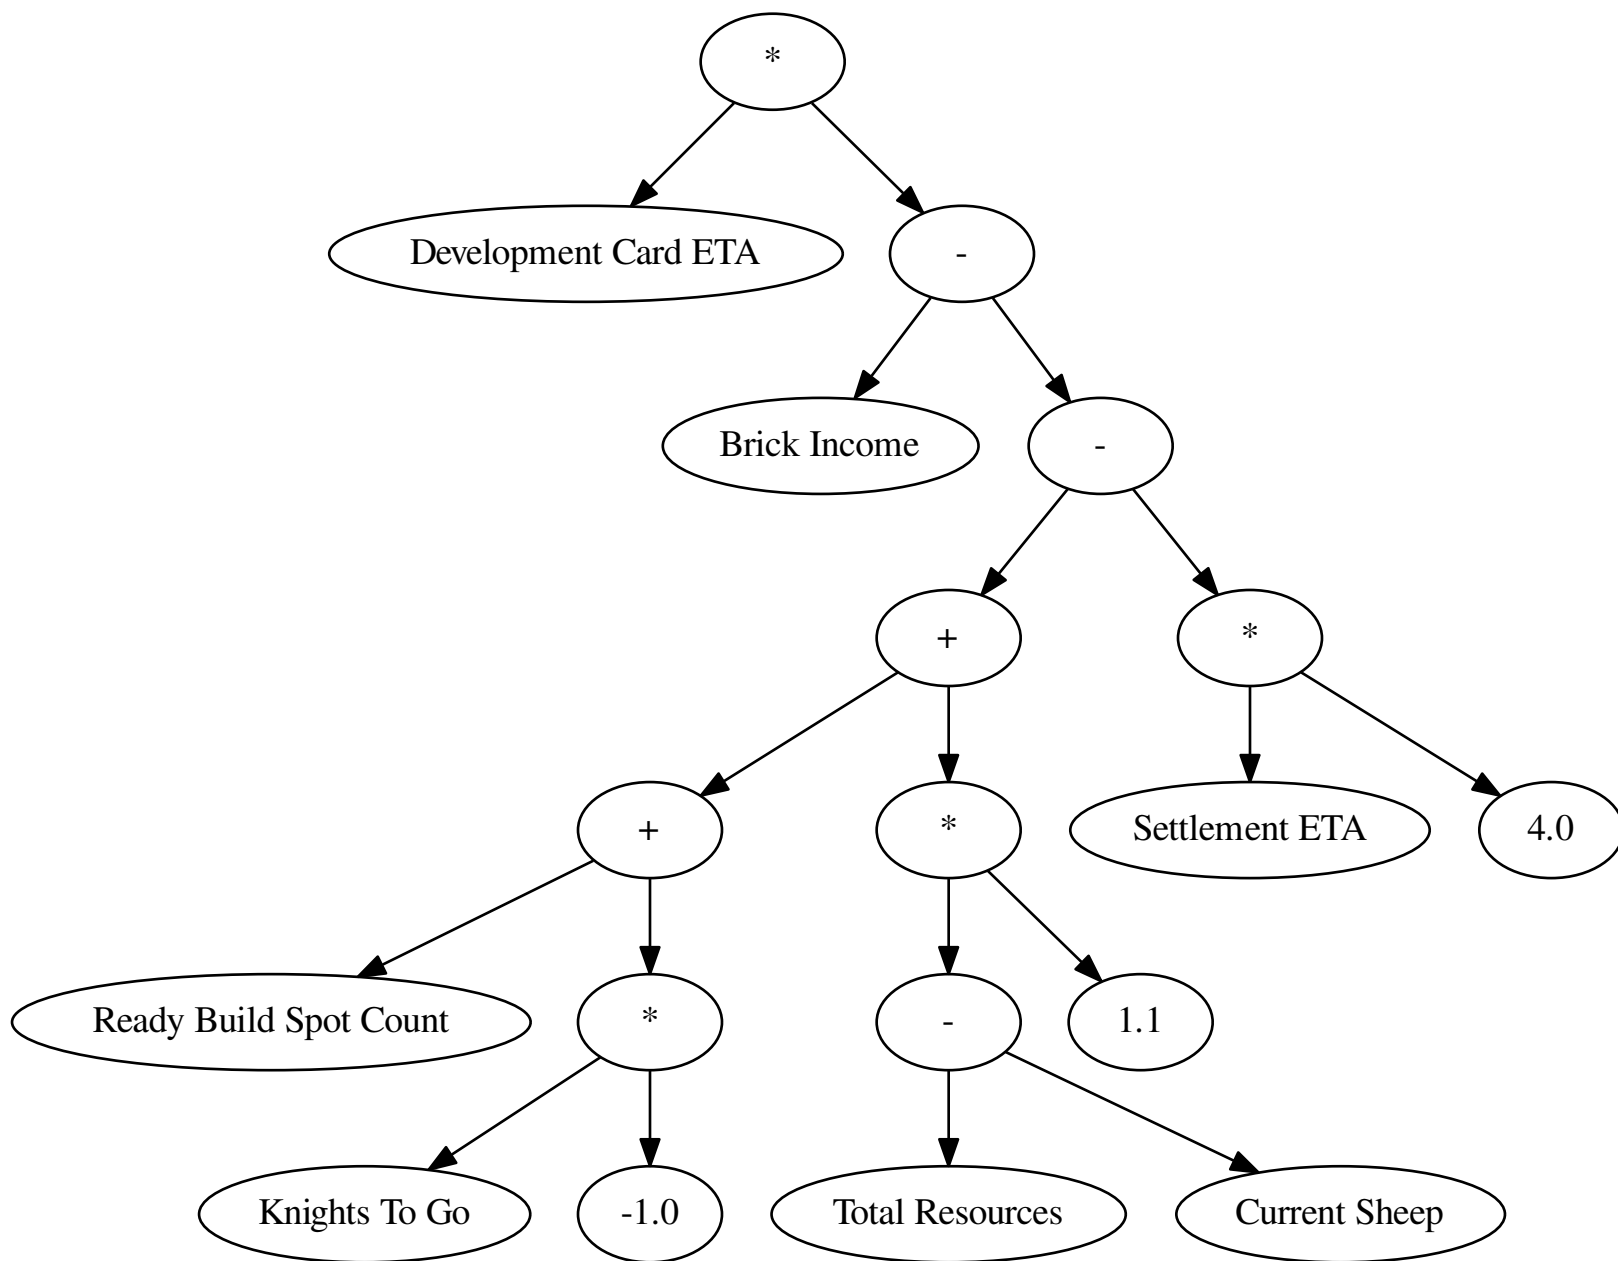 *
Development Card ETA
-
Brick Income
-
+
*
+
*
Settlement ETA
4.0
Ready Build Spot Count
*
-
1.1
Knights To Go
-1.0
Total Resources
Current Sheep